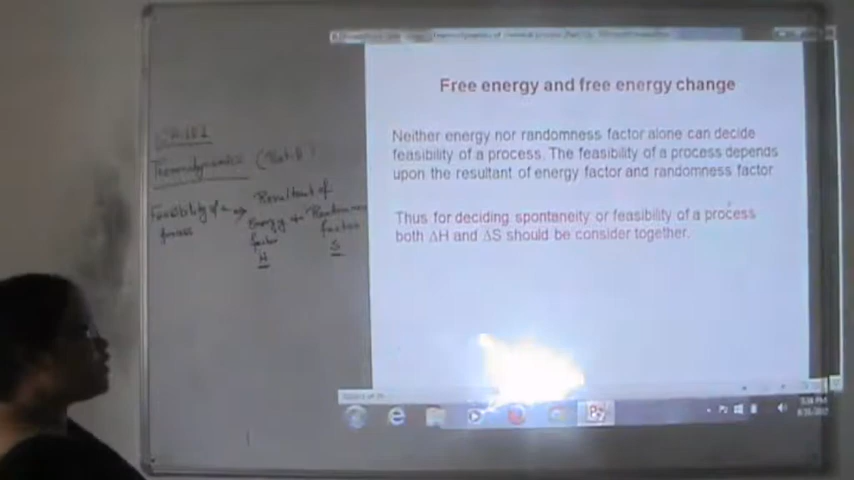 Free energy and free energy change
Neither energy nor randomness factor alone can decide
feasibility of a process. The feasibility of a process depends
upon the resultant of energy factor and randomness factor
Thus for deciding spontaneity or feasibility of a process
both ΔH and ΔS should be consider together.
Thermodynamics
Feasibility of a
process
Resultant of
Energy
factor
H
Randomness
factor
S